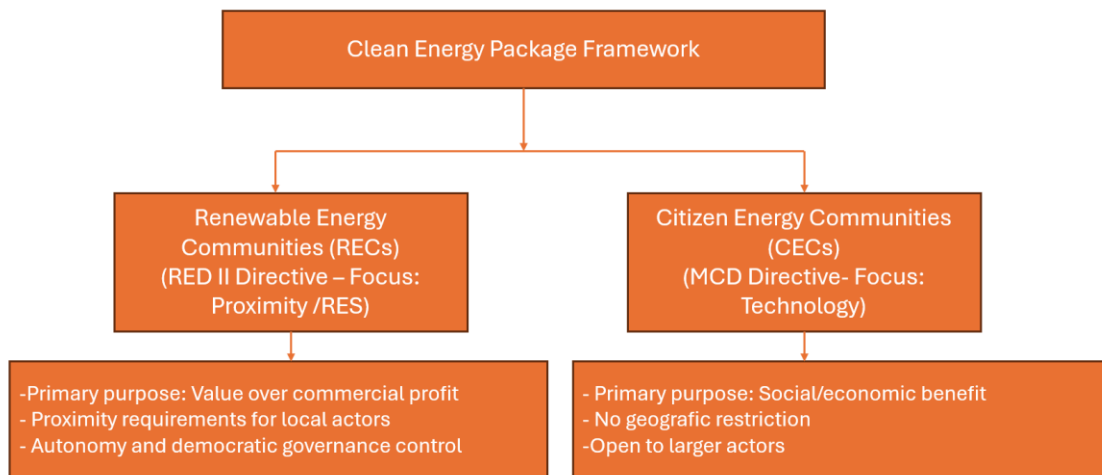 Clean Energy Package Framework
Renewable Energy
Communities (RECs)
(RED II Directive – Focus:
Proximity /RES)
Citizen Energy Communities
(CECs)
(MCD Directive- Focus:
Technology)
-Primary purpose: Value over commercial profit
- Proximity requirements for local actors
- Autonomy and democratic governance control
- Primary purpose: Social/economic benefit
- No geografic restriction
-Open to larger actors